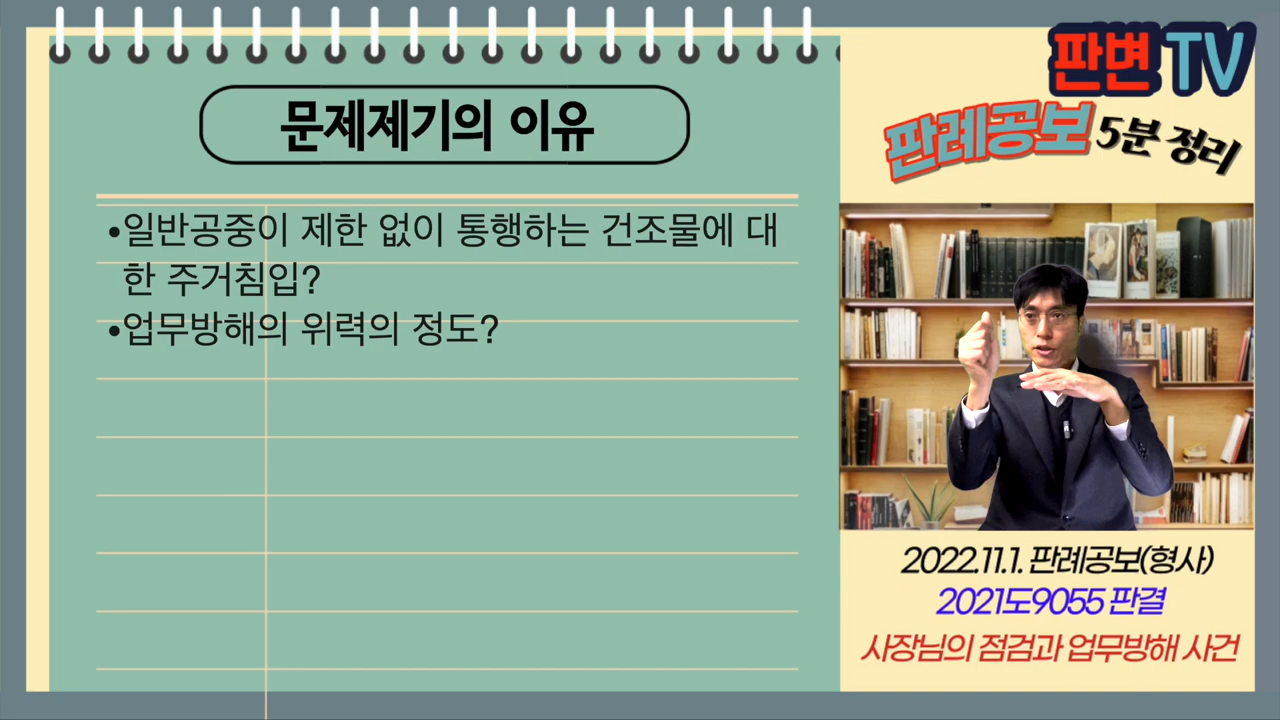 문제제기의 이유
•일반공중이 제한 없이 통행하는 건조물에 대
한 주거침입?
•업무방해의 위력의 정도?
판변 TV
판례공보 5분 정리
2022.11.1. 판례공보(형사)
2021도9055 판결
사장님의 점검과 업무방해 사건